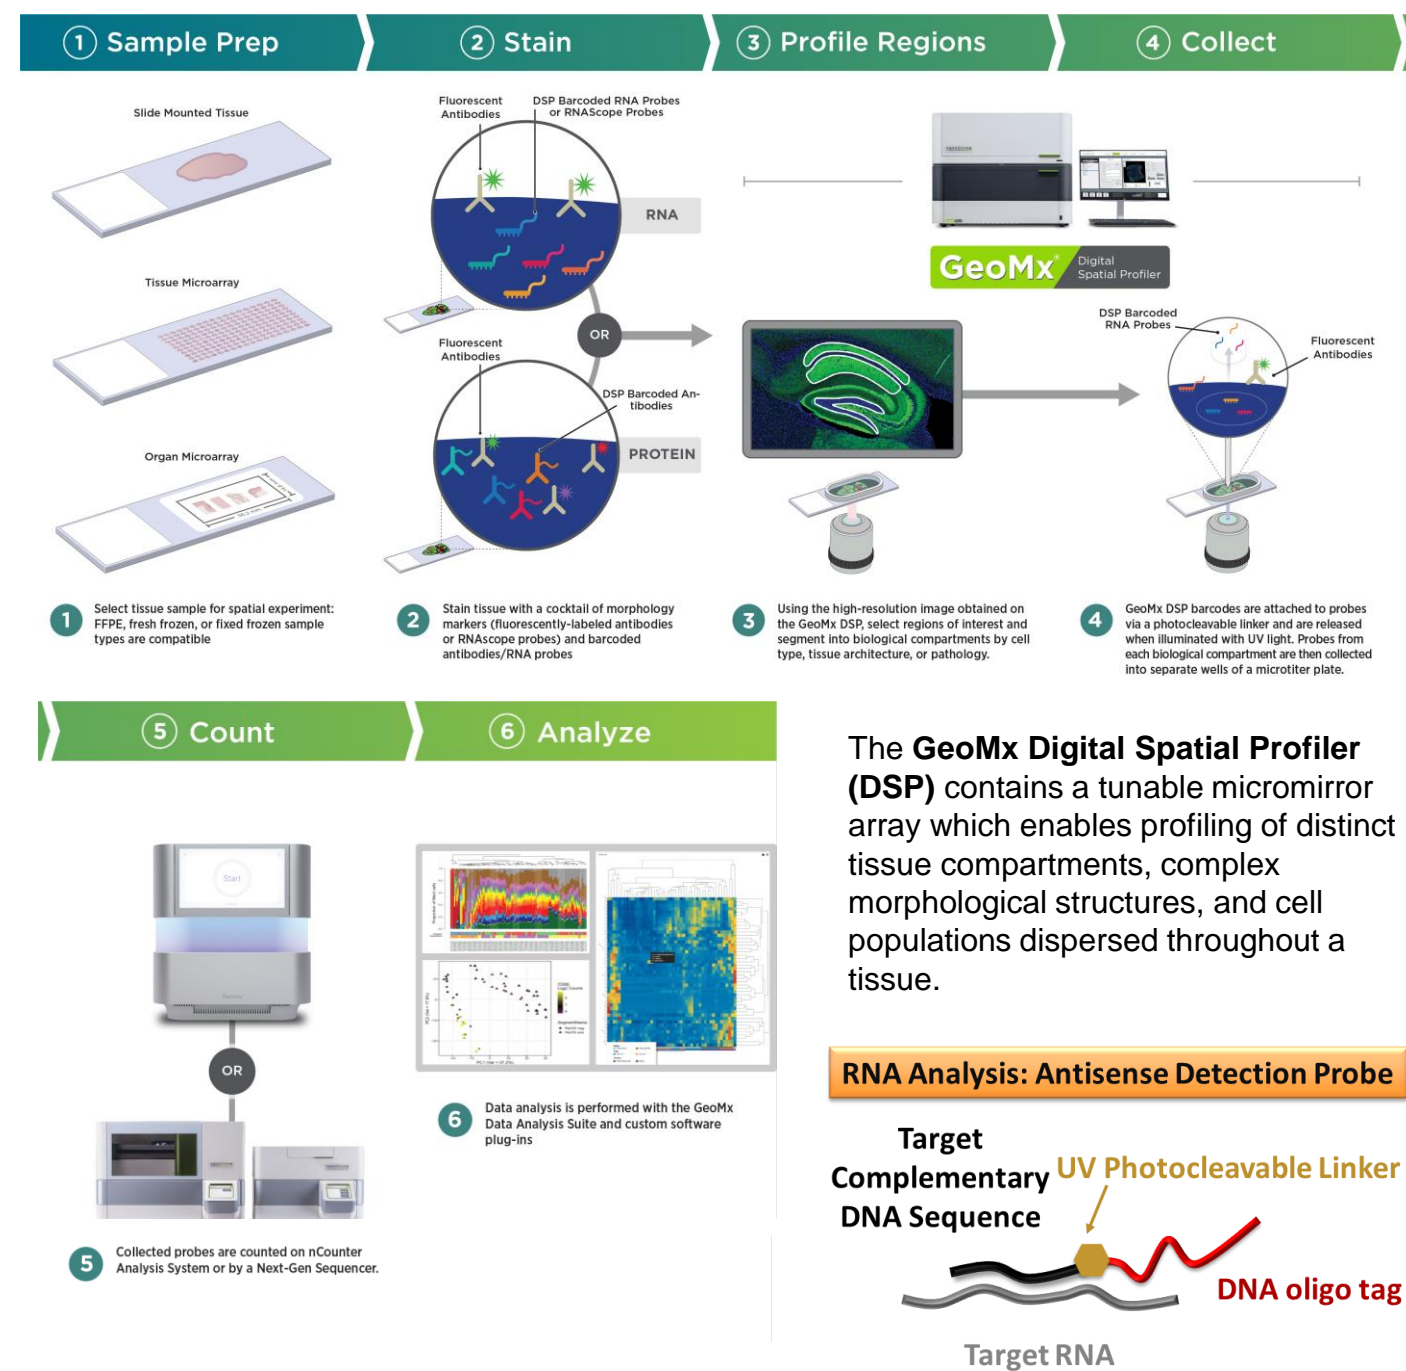 1 Sample Prep
2 Stain
3 Profile Regions
4 Collect
Slide Mounted Tissue
Tissue Microarray
Organ Microarray
Fluorescent
Antibodies
DSP Barcoded RNA Probes
or RNAScope Probes
RNA
OR
Fluorescent
Antibodies
DSP Barcoded An-
tibodies
PROTEIN
GeoMx®
Digital
Spatial Profiler
DSP Barcoded
RNA Probes
Fluorescent
Antibodies
1
Select tissue sample for spatial experiment:
FFPE, fresh frozen, or fixed frozen sample
types are compatible
2
Stain tissue with a cocktail of morphology
markers (fluorescently-labeled antibodies
or RNAscope probes) and barcoded
antibodies/RNA probes
3
Using the high-resolution image obtained on
the GeoMx DSP, select regions of interest and
segment into biological compartments by cell
type, tissue architecture, or pathology.
4
GeoMx DSP barcodes are attached to probes
via a photocleavable linker and are released
when illuminated with UV light. Probes from
each biological compartment are then collected
into separate wells of a microtiter plate.
5 Count
6 Analyze
Start
OR
5
Collected probes are counted on nCounter
Analysis System or by a Next-Gen Sequencer.
6
Data analysis is performed with the GeoMx
Data Analysis Suite and custom software
plug-ins
The GeoMx Digital Spatial Profiler
(DSP) contains a tunable micromirror
array which enables profiling of distinct
tissue compartments, complex
morphological structures, and cell
populations dispersed throughout a
tissue.
RNA Analysis: Antisense Detection Probe
Target
Complementary
DNA Sequence
UV Photocleavable Linker
DNA oligo tag
Target RNA